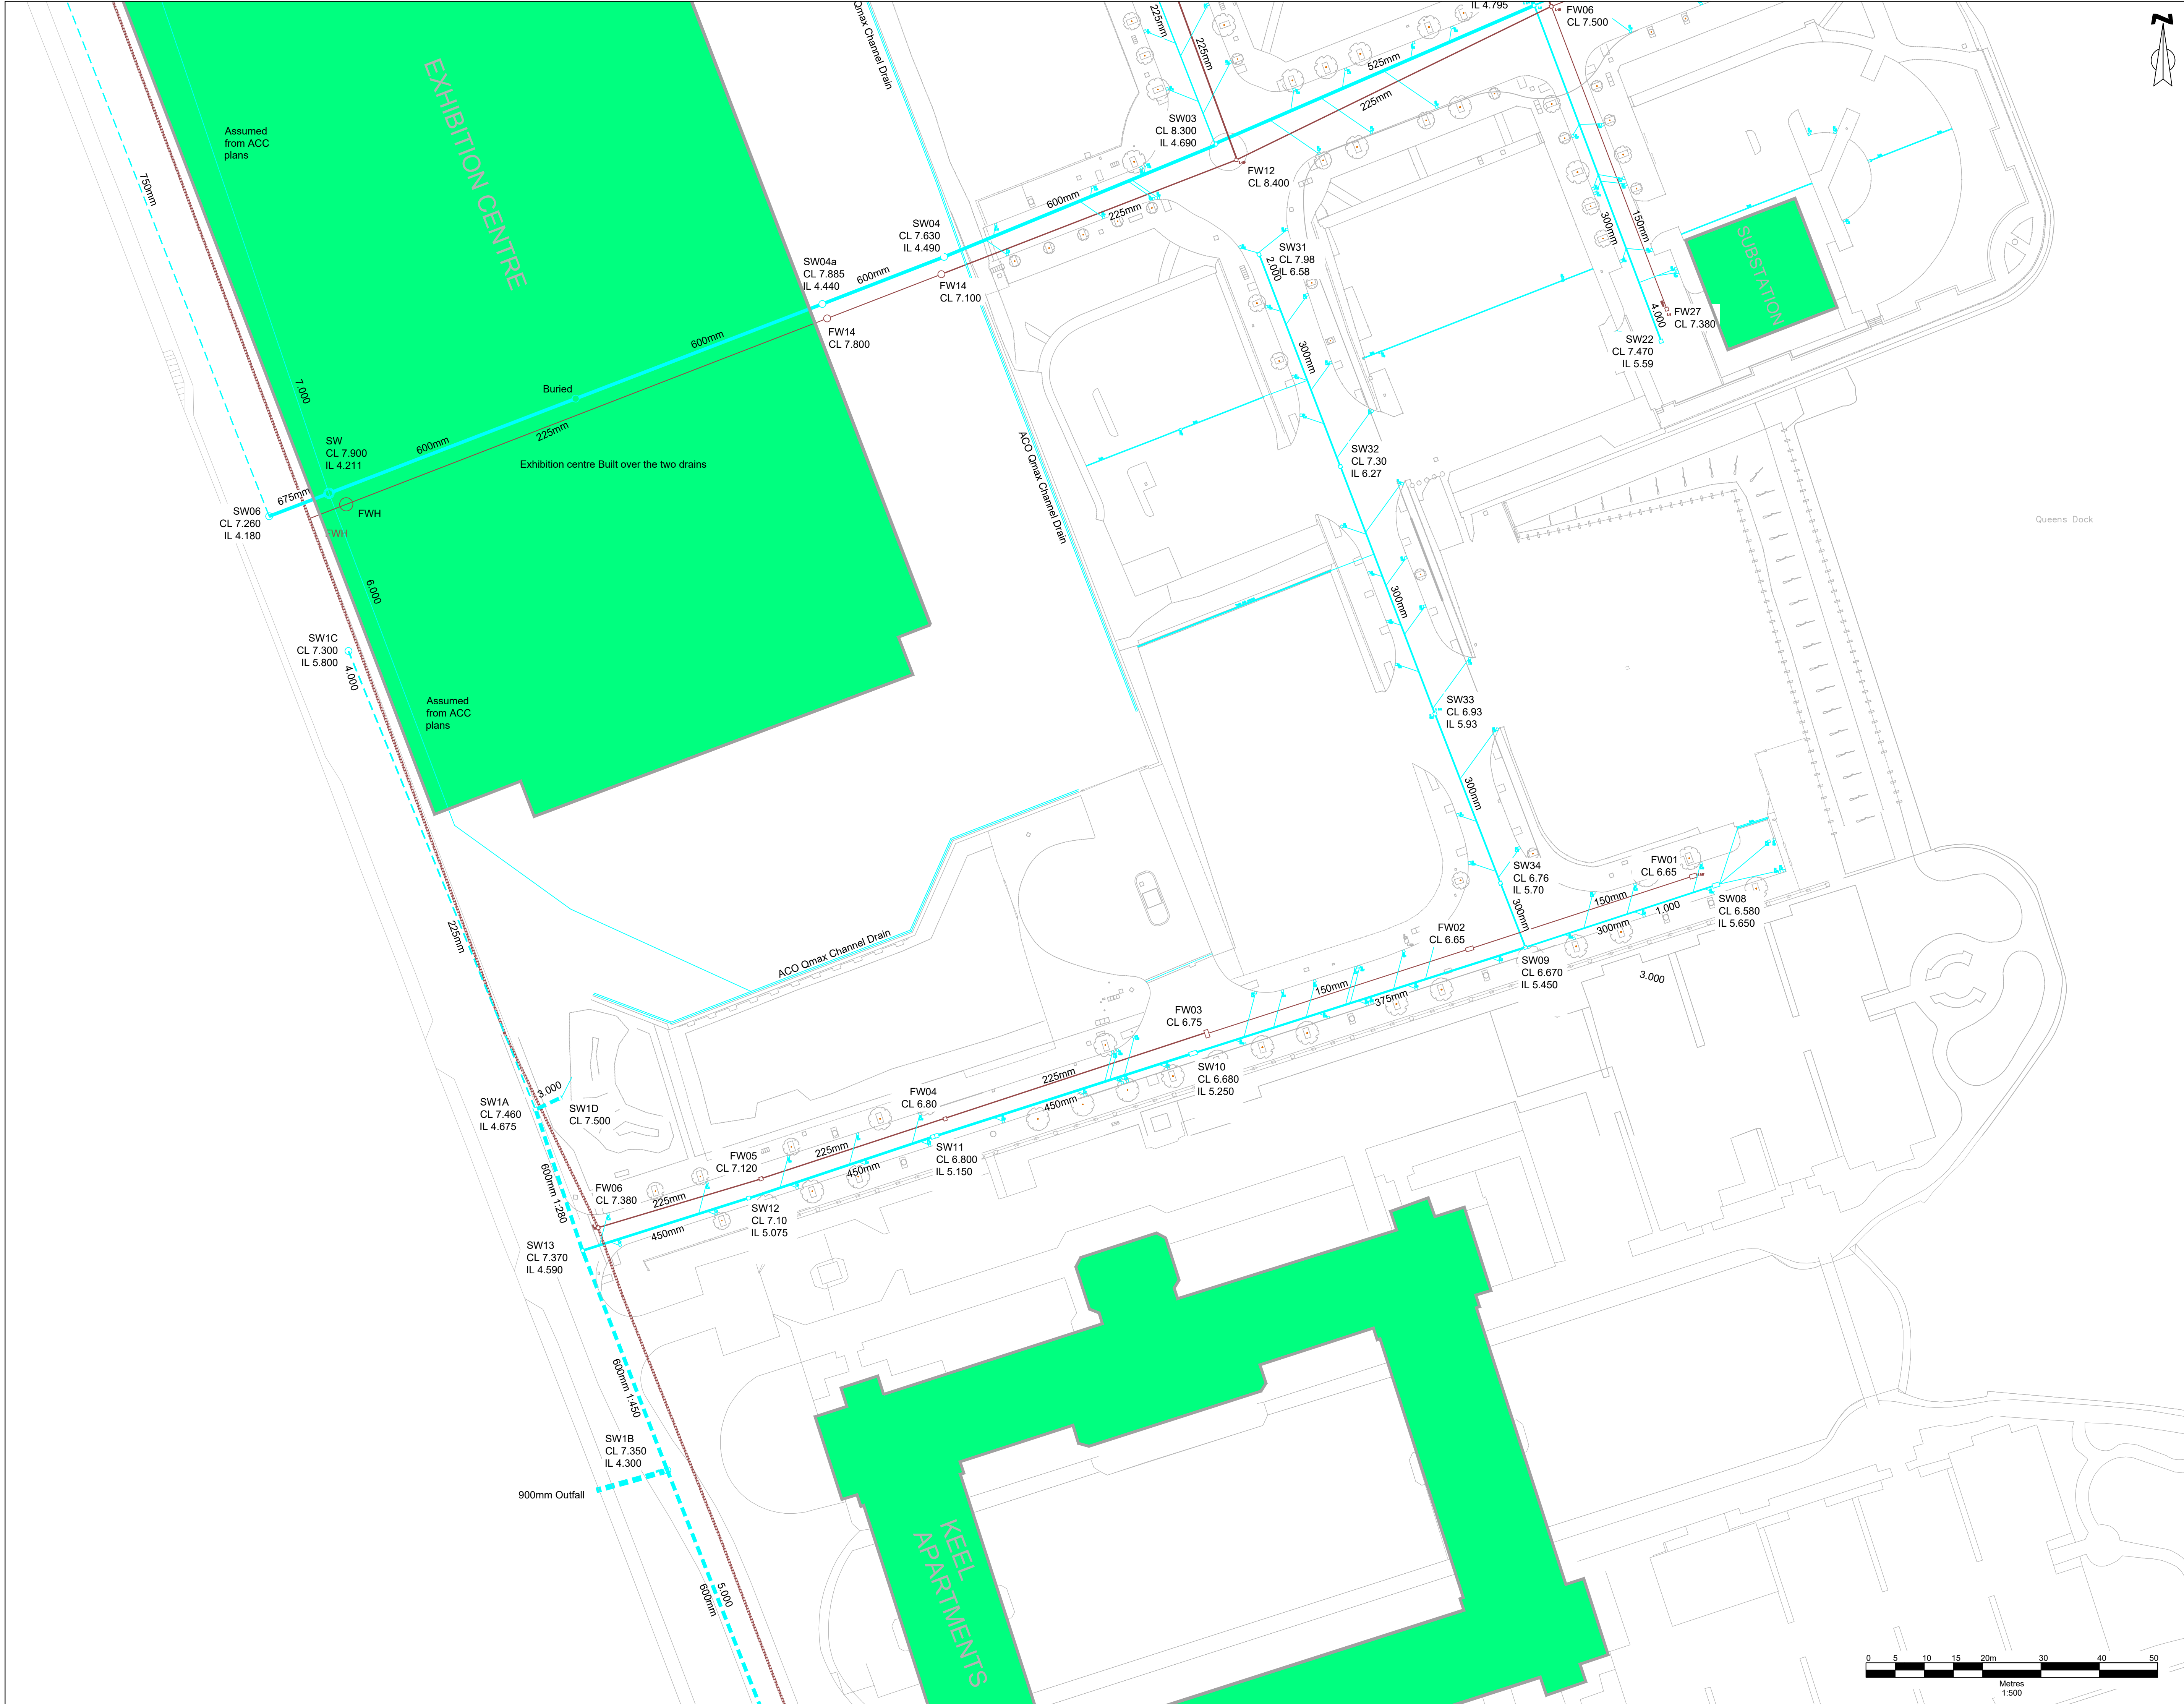 IL 4.795
FW06
CL 7.500
N
225mm
225mm
525mm
225mm
Qmax Channel Drain
EXHIBITION CENTRE
Assumed
from ACC
plans
750mm
SW03
CL 8.300
IL 4.690
FW12
CL 8.400
600mm
225mm
SW04
CL 7.630
IL 4.490
SW04a
CL 7.885
IL 4.440
600mm
FW14
CL 7.100
FW14
CL 7.800
SW31
CL 7.98
IL 6.58
2.000
300mm
150mm
SUBSTATION
4.000
FW27
CL 7.380
SW22
CL 7.470
IL 5.59
600mm
300mm
7.000
Buried
SW
CL 7.900
IL 4.211
600mm
225mm
Exhibition centre Built over the two drains
ACO Qmax Channel Drain
SW32
CL 7.30
IL 6.27
675mm
SW06
CL 7.260
IL 4.180
FWH
FWH
Queens Dock
6.000
300mm
SW1C
CL 7.300
IL 5.800
4.000
Assumed
from ACC
plans
SW33
CL 6.93
IL 5.93
300mm
SW34
CL 6.76
IL 5.70
FW01
CL 6.65
150mm
1.000
SW08
CL 6.580
IL 5.650
300mm
300mm
225mm
ACO Qmax Channel Drain
FW02
CL 6.65
SW09
CL 6.670
IL 5.450
3.000
150mm
375mm
FW03
CL 6.75
SW10
CL 6.680
IL 5.250
225mm
450mm
FW04
CL 6.80
3.000
SW1A
CL 7.460
IL 4.675
SW1D
CL 7.500
SW11
CL 6.800
IL 5.150
225mm
450mm
FW05
CL 7.120
600mm 1:280
FW06
CL 7.380
225mm
SW12
CL 7.10
IL 5.075
450mm
SW13
CL 7.370
IL 4.590
600mm 1:450
SW1B
CL 7.350
IL 4.300
900mm Outfall
5.000
600mm
KEEL
APARTMENTS
0 5 10 15 20m 30 40 50
Metres
1:500